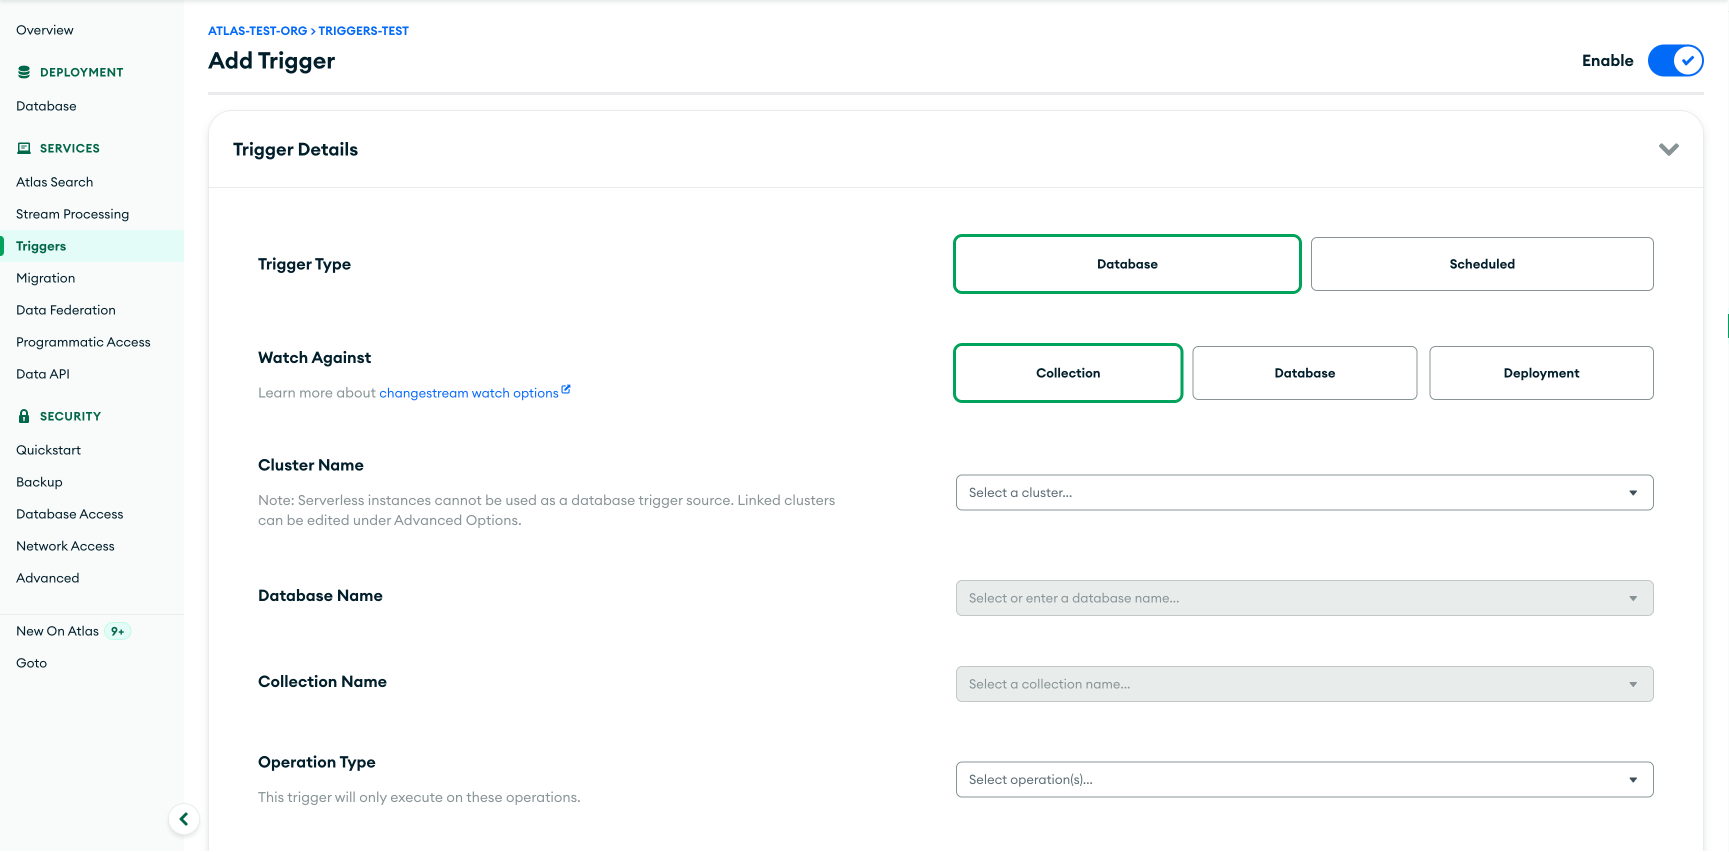 Overview
DEPLOYMENT
Database
SERVICES
Atlas Search
Stream Processing
Triggers
Migration
Data Federation
Programmatic Access
Data API
SECURITY
Quickstart
Backup
Database Access
Network Access
Advanced
New On Atlas 9+
Goto
ATLAS-TEST-ORG > TRIGGERS-TEST
Add Trigger
Enable
Trigger Details
Trigger Type
Database
Scheduled
Watch Against
Learn more about changestream watch options
Collection
Database
Deployment
Cluster Name
Note: Serverless instances cannot be used as a database trigger source. Linked clusters
can be edited under Advanced Options.
Select a cluster...
Database Name
Select or enter a database name...
Collection Name
Select a collection name...
Operation Type
This trigger will only execute on these operations.
Select operation(s)...